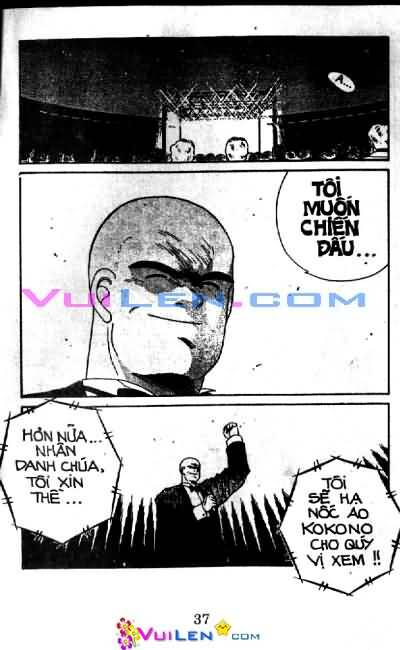 A...
TÔI
MUỐN
CHIẾN
ĐẤU...
VUILEN.COM
HƠN NỮA...
NHÂN
DANH CHÚA,
TÔI XIN
THỀ...
TÔI
SẼ HẠ
NỐC AO
KOKONO
CHO QUÝ
VỊ XEM !!
37
VUILEN.COM